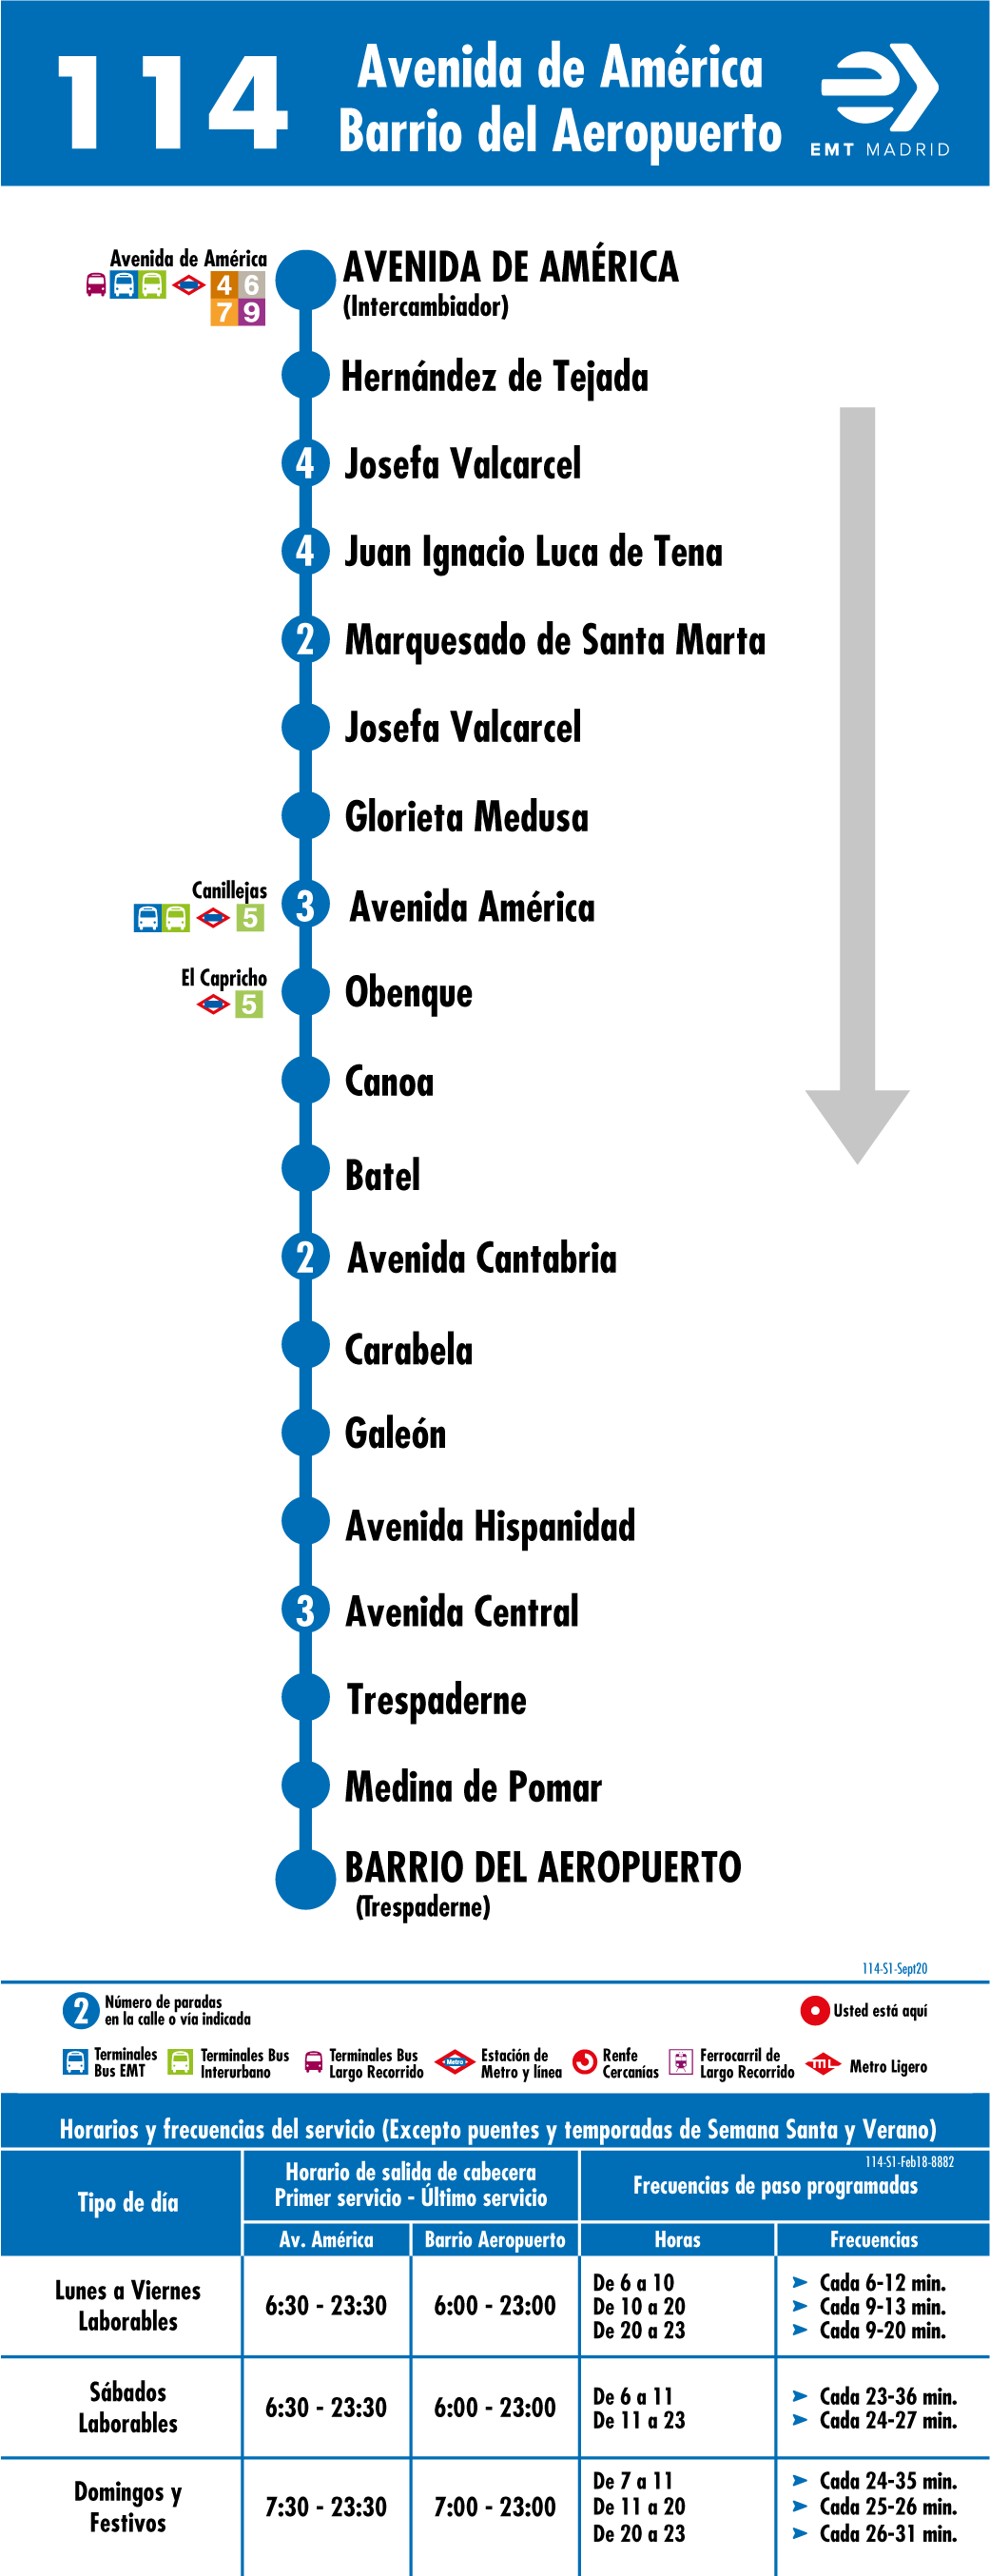 114
Avenida de América
Barrio del Aeropuerto
EMT MADRID
Avenida de América
4 6
7 9
AVENIDA DE AMÉRICA
(Intercambiador)
Hernández de Tejada
4 Josefa Valcarcel
4 Juan Ignacio Luca de Tena
2 Marquesado de Santa Marta
Josefa Valcarcel
Glorieta Medusa
Canillejas
5
3 Avenida América
El Capricho
5
Obenque
Canoa
Batel
2 Avenida Cantabria
Carabela
Galeón
Avenida Hispanidad
3 Avenida Central
Trespaderne
Medina de Pomar
BARRIO DEL AEROPUERTO
(Trespaderne)
114-S1-Sept20
2 Número de paradas
en la calle o vía indicada
Usted está aquí
Terminales
Bus EMT
Terminales Bus
Interurbano
Terminales Bus
Largo Recorrido
Metro
Estación de
Metro y línea
Renfe
Cercanías
Ferrocarril de
Largo Recorrido
ML
Metro Ligero
Horarios y frecuencias del servicio (Excepto puentes y temporadas de Semana Santa y Verano)
114-S1-Feb18-8882
Tipo de día
Horario de salida de cabecera
Primer servicio - Último servicio
Frecuencias de paso programadas
Av. América
Barrio Aeropuerto
Horas
Frecuencias
Lunes a Viernes
Laborables
6:30 - 23:30
6:00 - 23:00
De 6 a 10
Cada 6-12 min.
De 10 a 20
Cada 9-13 min.
De 20 a 23
Cada 9-20 min.
Sábados
Laborables
6:30 - 23:30
6:00 - 23:00
De 6 a 11
Cada 23-36 min.
De 11 a 23
Cada 24-27 min.
Domingos y
Festivos
7:30 - 23:30
7:00 - 23:00
De 7 a 11
Cada 24-35 min.
De 11 a 20
Cada 25-26 min.
De 20 a 23
Cada 26-31 min.